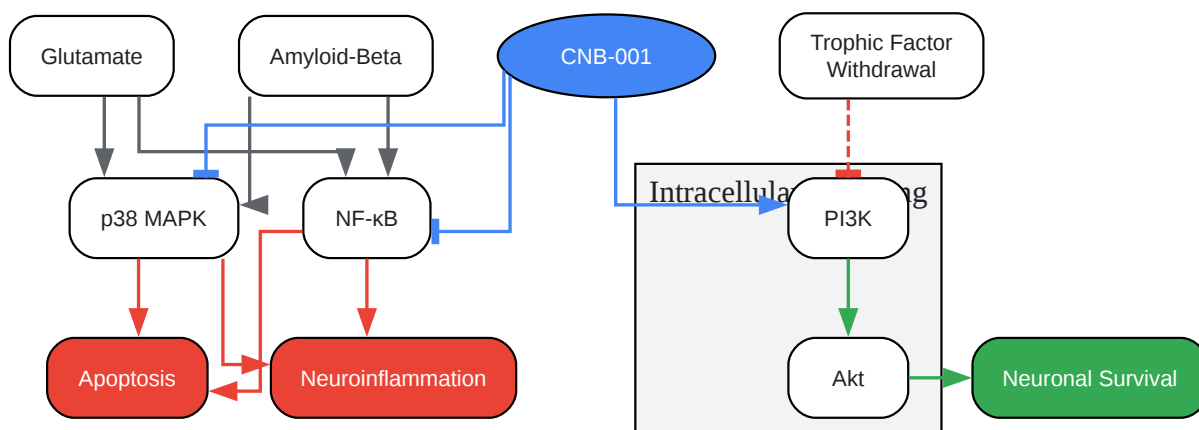 Glutamate
Amyloid-Beta
CNB-001
Trophic Factor
Withdrawal
p38 MAPK
NF-κB
PI3K
Apoptosis
Neuroinflammation
Akt
Neuronal Survival